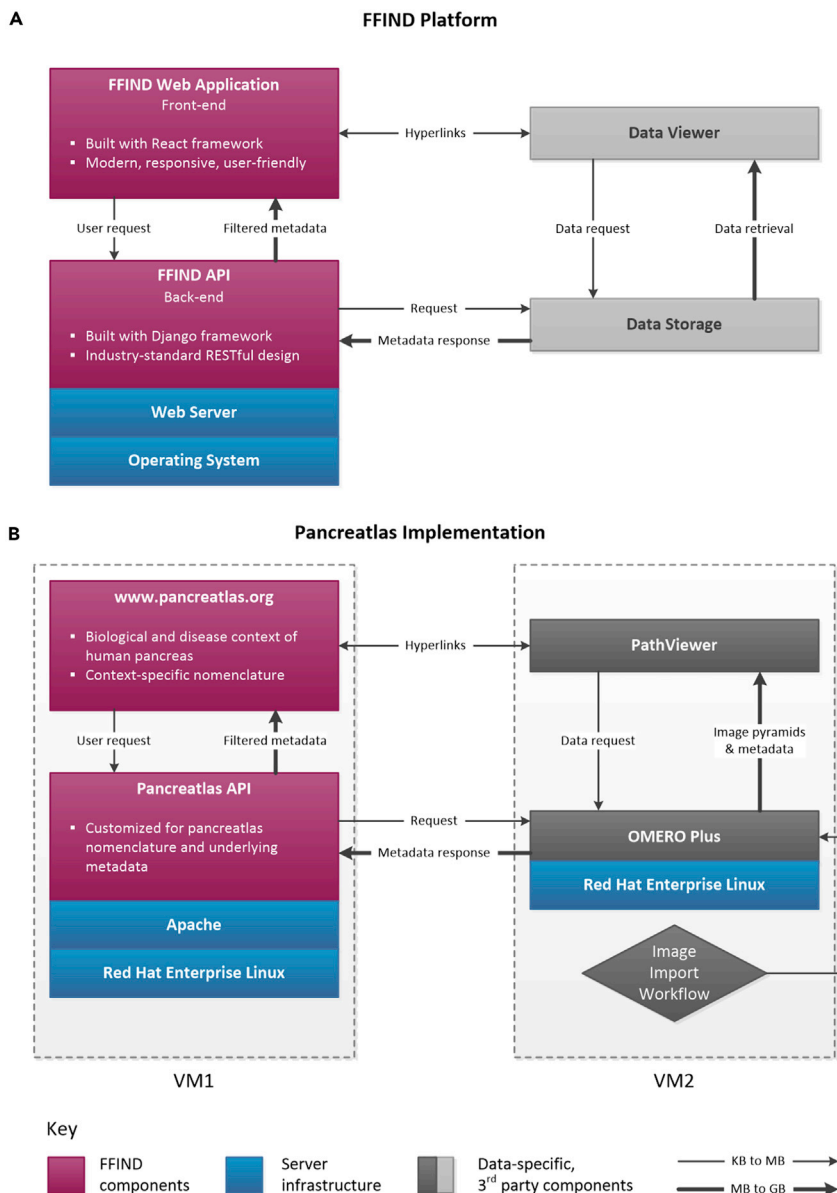 A
FFIND Platform
FFIND Web Application
Front-end
▪ Built with React framework
▪ Modern, responsive, user-friendly
Hyperlinks
Data Viewer
User request
Filtered metadata
Data request
Data retrieval
FFIND API
Back-end
▪ Built with Django framework
▪ Industry-standard RESTful design
Request
Metadata response
Data Storage
Web Server
Operating System
B
Pancreatlas Implementation
www.pancreatlas.org
▪ Biological and disease context of
human pancreas
▪ Context-specific nomenclature
Hyperlinks
PathViewer
User request
Filtered metadata
Data request
Image pyramids
& metadata
Pancreatlas API
▪ Customized for pancreatlas
nomenclature and underlying
metadata
Request
Metadata response
OMERO Plus
Red Hat Enterprise Linux
Apache
Red Hat Enterprise Linux
Image
Import
Workflow
VM1
VM2
Key
FFIND
components
Server
infrastructure
Data-specific,
3rd party components
KB to MB
MB to GB